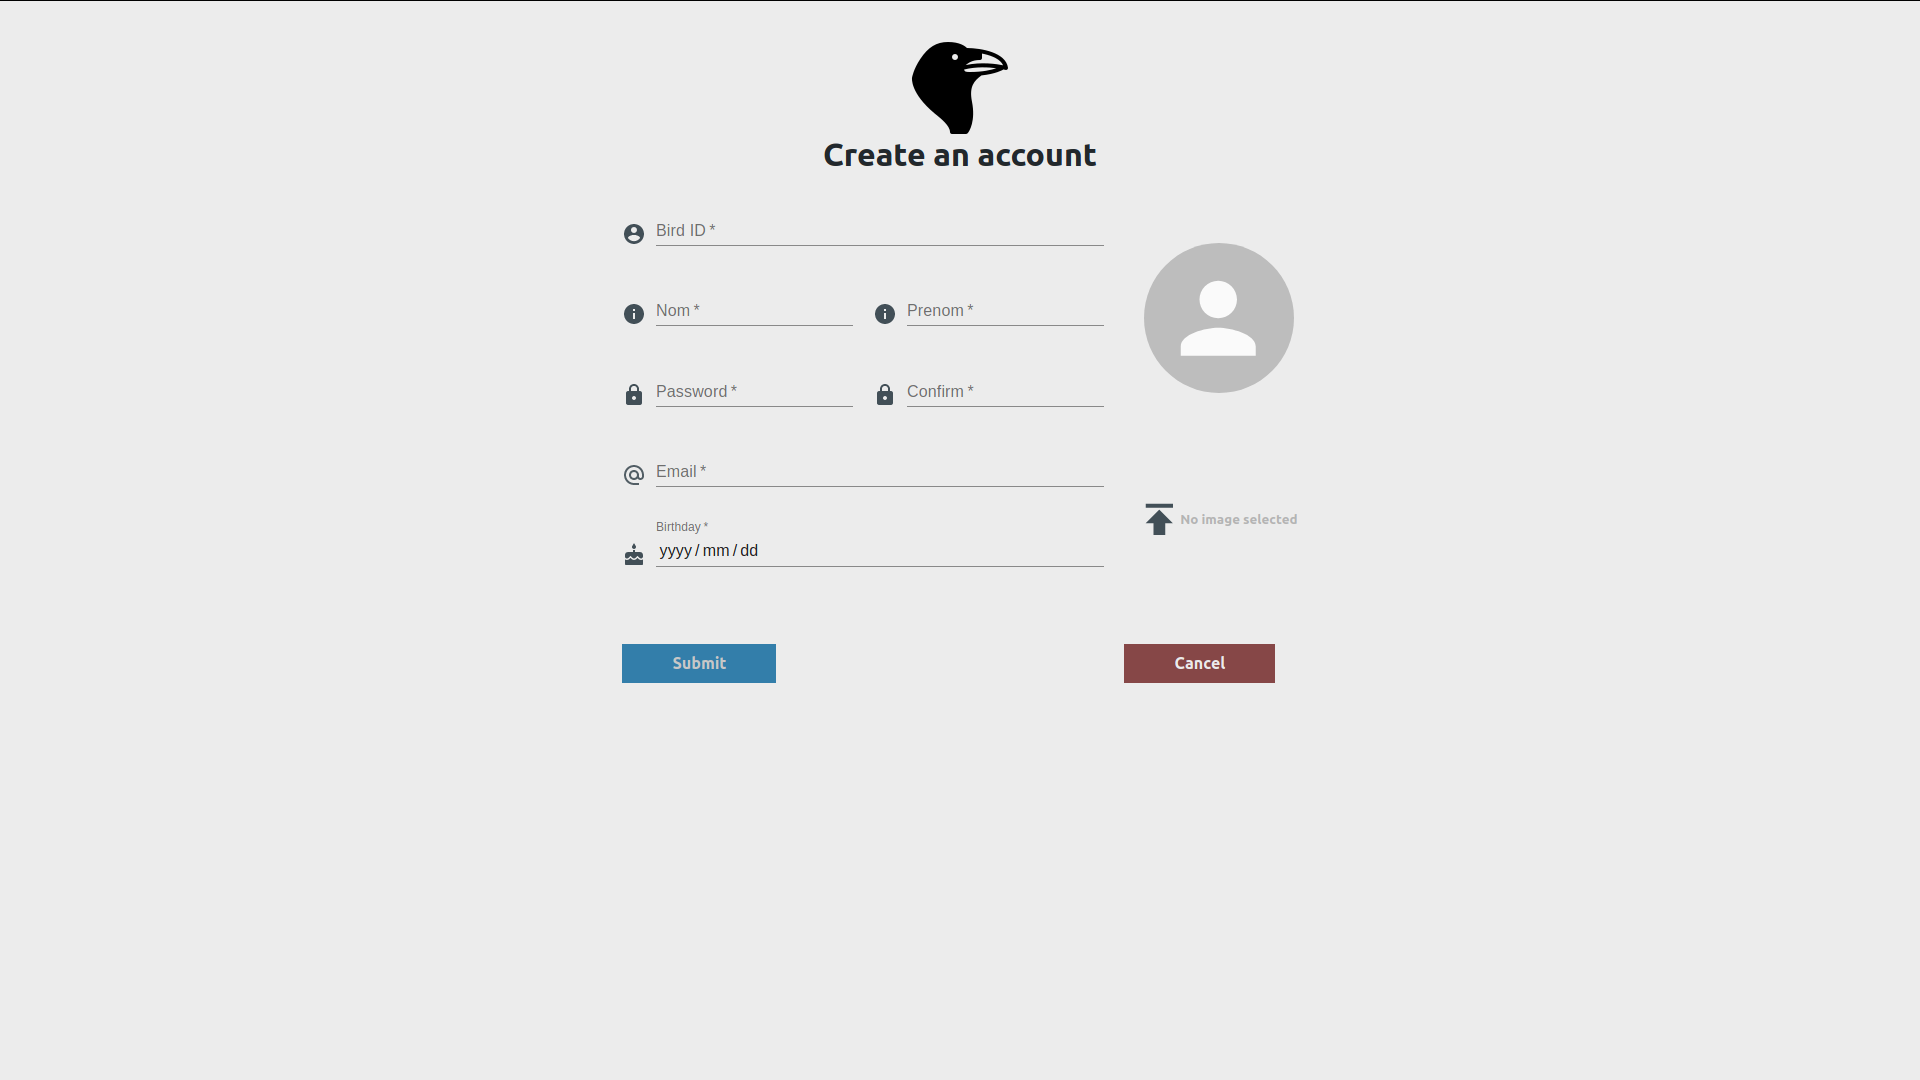 Create an account
Bird ID *
Nom *
Prenom *
Password *
Confirm *
Email *
Birthday *
yyyy / mm / dd
No image selected
Submit
Cancel